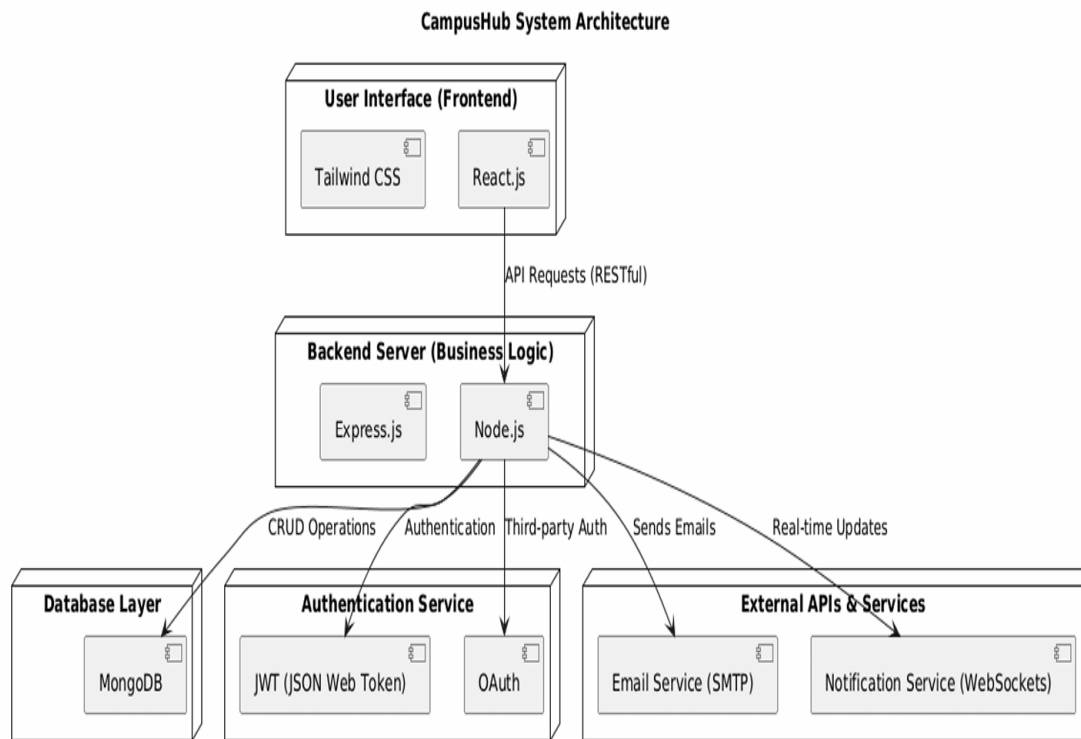 CampusHub System Architecture
User Interface (Frontend)
Tailwind CSS
React.js
API Requests (RESTful)
Backend Server (Business Logic)
Express.js
Node.js
CRUD Operations
Authentication
Third-party Auth
Sends Emails
Real-time Updates
Database Layer
MongoDB
Authentication Service
JWT (JSON Web Token)
OAuth
External APIs & Services
Email Service (SMTP)
Notification Service (WebSockets)